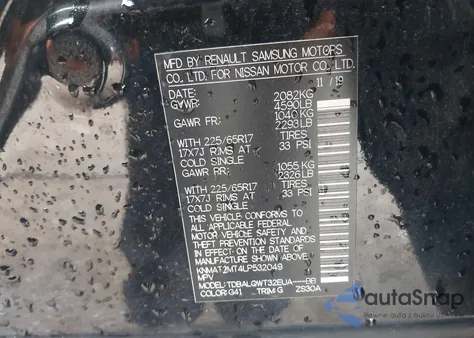 MFD BY RENAULT SAMSUNG MOTORS
CO., LTD. FOR NISSAN MOTOR CO., LTD.
DATE: 11/19
GVWR: 2082KG
4590LB
GAWR FR: 1040KG
2293LB
WITH 225/65R17 TIRES
17X7J RIMS AT 33 PSI
COLD SINGLE
GAWR RR: 1055 KG
2326LB
WITH 225/65R17 TIRES
17X7J RIMS AT 33 PSI
COLD SINGLE
THIS VEHICLE CONFORMS TO
ALL APPLICABLE FEDERAL
MOTOR VEHICLE SAFETY AND
THEFT PREVENTION STANDARDS
IN EFFECT ON THE DATE OF
MANUFACTURE SHOWN ABOVE.
KNMAT2MT4LP532049
MPV
MODEL: TDBALGWT32EUA----BB
COLOR: G41 TRIM: G ZS30A
autoSnap